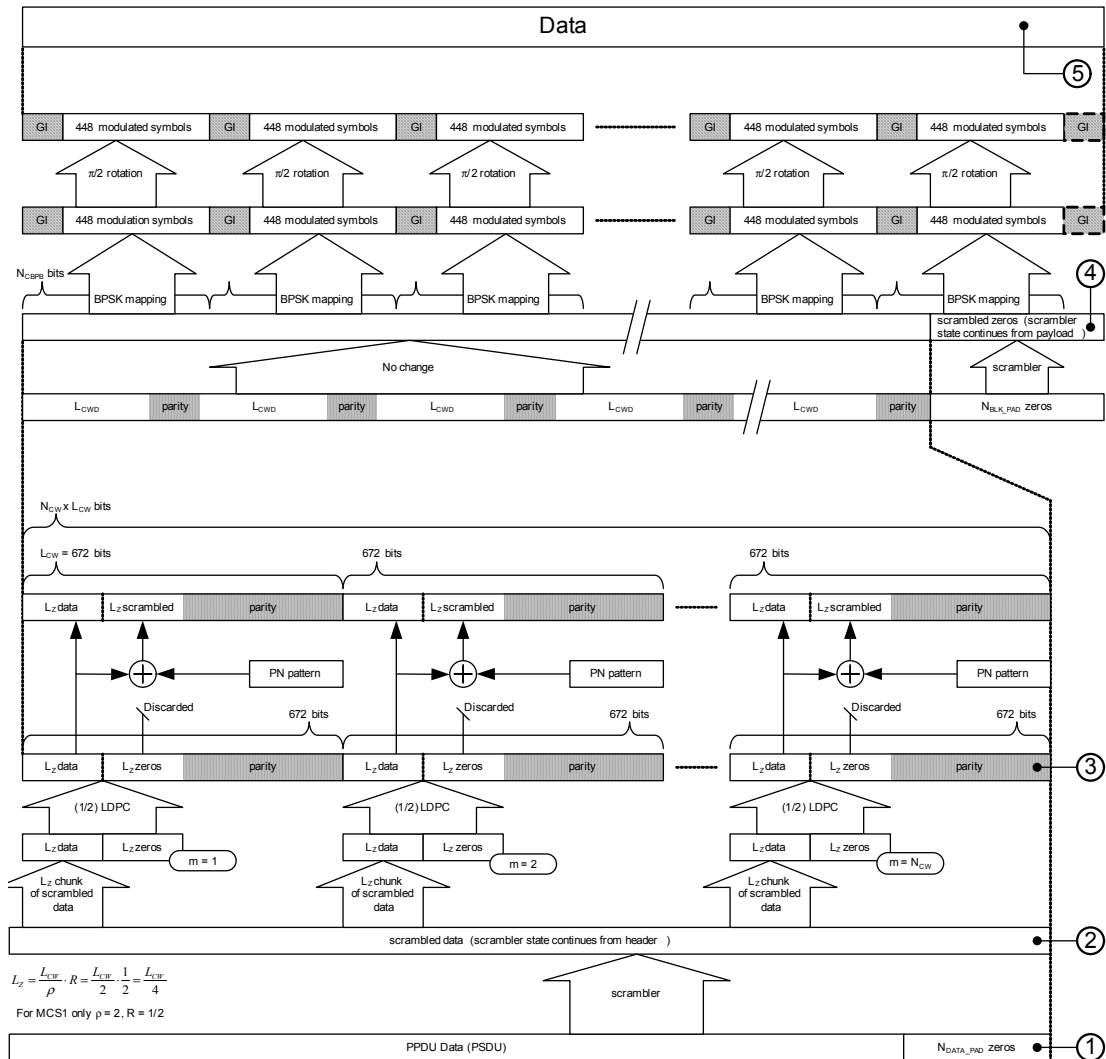 Data
5
GI 448 modulated symbols GI 448 modulated symbols GI 448 modulated symbols GI 448 modulated symbols GI 448 modulated symbols GI
π/2 rotation π/2 rotation π/2 rotation π/2 rotation π/2 rotation
GI 448 modulation symbols GI 448 modulated symbols GI 448 modulated symbols GI 448 modulated symbols GI 448 modulated symbols GI
N_CBPB bits
4
BPSK mapping BPSK mapping BPSK mapping BPSK mapping BPSK mapping
scrambled zeros (scrambler
state continues from payload )
No change
scrambler
L_CWD parity L_CWD parity L_CWD parity L_CWD parity L_CWD parity N_BLK_PAD zeros
N_CW x L_CW bits
L_CW = 672 bits 672 bits 672 bits
L_Z data L_Z scrambled parity L_Z data L_Z scrambled parity L_Z data L_Z scrambled parity
PN pattern PN pattern PN pattern
Discarded Discarded Discarded
672 bits 672 bits 672 bits
L_Z data L_Z zeros parity L_Z data L_Z zeros parity L_Z data L_Z zeros parity
3
(1/2) LDPC (1/2) LDPC (1/2) LDPC
L_Z data L_Z zeros L_Z data L_Z zeros L_Z data L_Z zeros
m = 1 m = 2 m = N_CW
L_Z chunk L_Z chunk L_Z chunk
of scrambled of scrambled of scrambled
data data data
scrambled data (scrambler state continues from header )
2
L_Z = L_CW/ρ · R = L_CW/2 · 1/2 = L_CW/4
scrambler
For MCS1 only ρ = 2, R = 1/2
PPDU Data (PSDU) N_DATA_PAD zeros
1